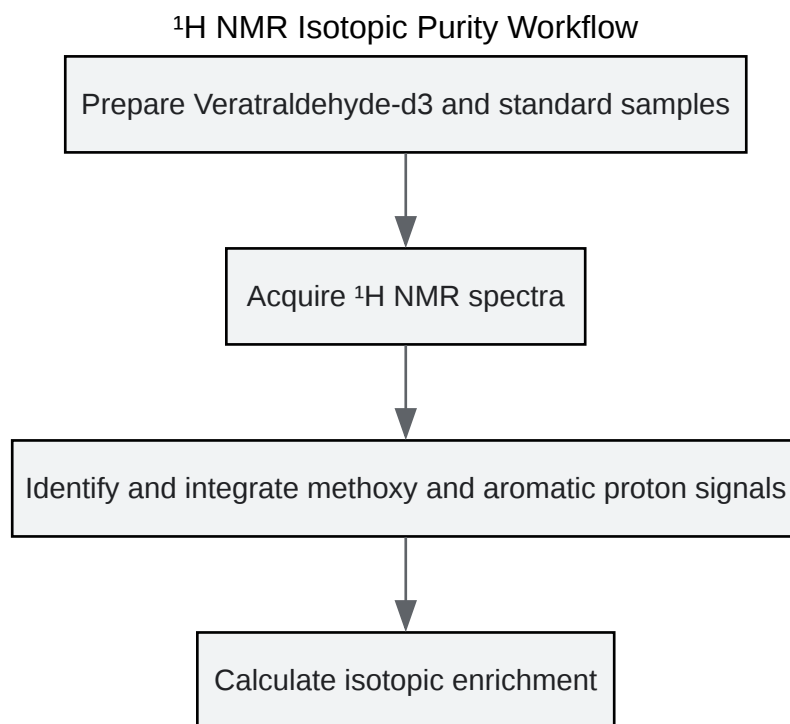 ¹H NMR Isotopic Purity Workflow
Prepare Veratraldehyde-d3 and standard samples
Acquire ¹H NMR spectra
Identify and integrate methoxy and aromatic proton signals
Calculate isotopic enrichment